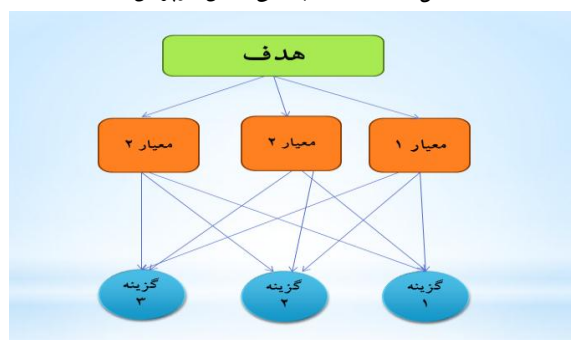 هدف
معیار ۱
معیار ۲
معیار ۲
گزینه
۱
گزینه
۲
گزینه
۳